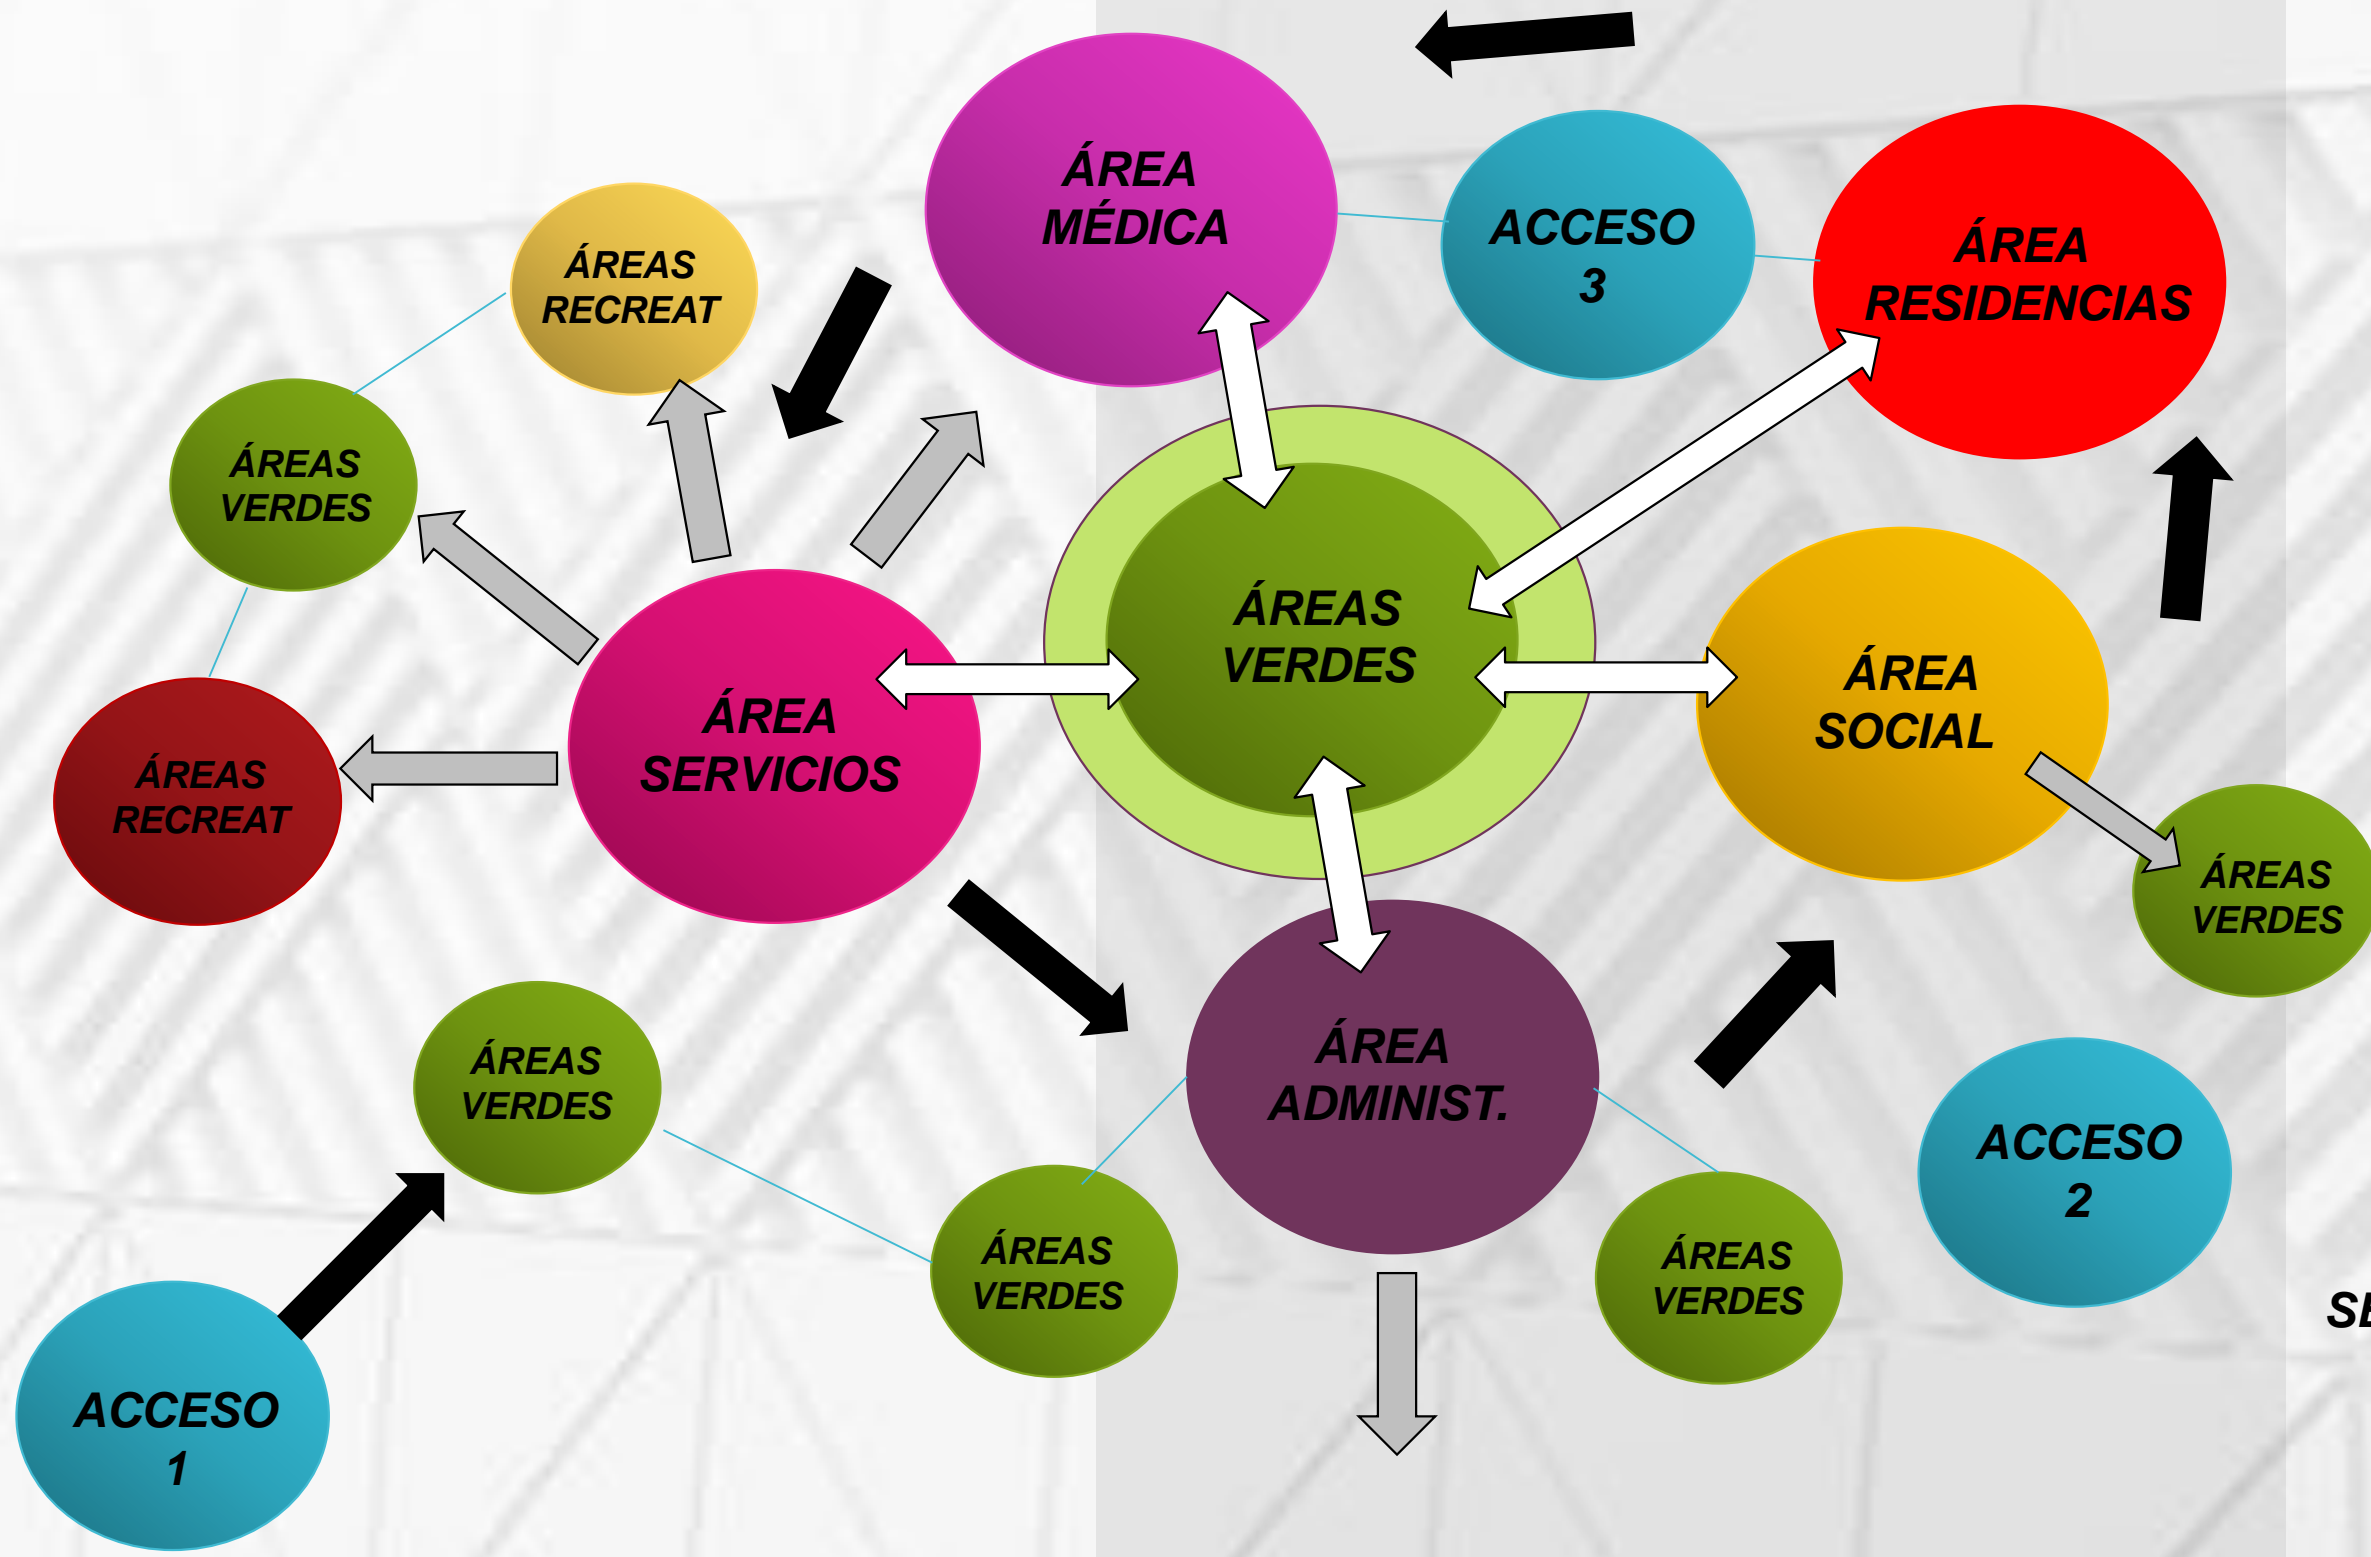 ÁREA
MÉDICA
ACCESO
3
ÁREA
RESIDENCIAS
ÁREAS
RECREAT
ÁREAS
VERDES
ÁREAS
VERDES
ÁREA
SERVICIOS
ÁREA
SOCIAL
ÁREAS
RECREAT
ÁREAS
VERDES
ÁREA
ADMINIST.
ÁREAS
VERDES
ACCESO
2
ÁREAS
VERDES
ÁREAS
VERDES
ACCESO
1